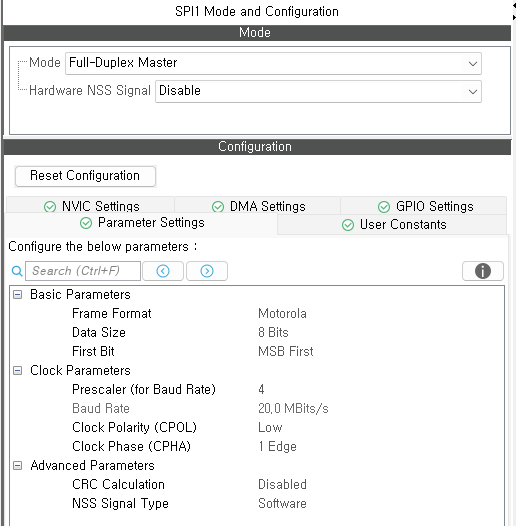 SPI1 Mode and Configuration
Mode
Mode Full-Duplex Master
Hardware NSS Signal Disable
Configuration
Reset Configuration
NVIC Settings DMA Settings GPIO Settings
Parameter Settings User Constants
Configure the below parameters :
Search (Ctrl+F)
Basic Parameters
Frame Format Motorola
Data Size 8 Bits
First Bit MSB First
Clock Parameters
Prescaler (for Baud Rate) 4
Baud Rate 20,0 MBits/s
Clock Polarity (CPOL) Low
Clock Phase (CPHA) 1 Edge
Advanced Parameters
CRC Calculation Disabled
NSS Signal Type Software